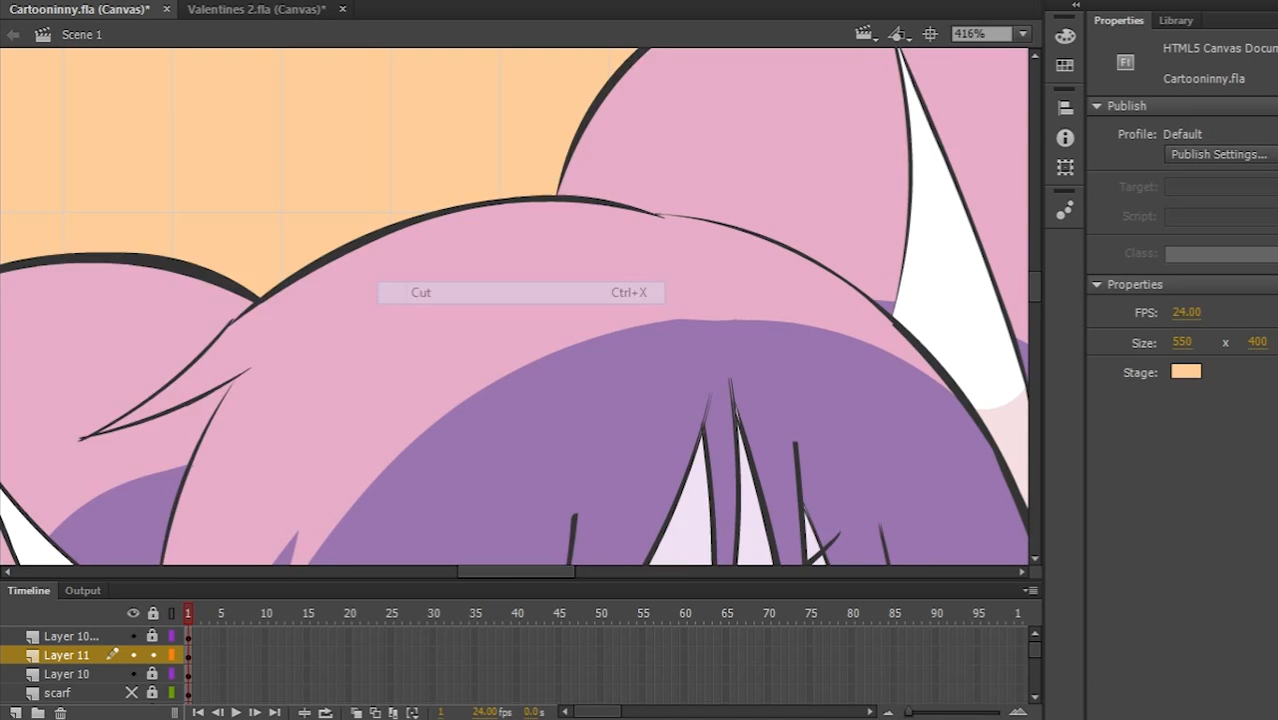 Cartooninny.fla (Canvas)* × Valentines 2.fla (Canvas)* ×
Scene 1
416%
Properties Library
HTML5 Canvas Docun
Fl
Cartooninny.fla
Publish
Profile: Default
Publish Settings...
Target:
Script:
Class:
Properties
FPS: 24.00
Size: 550 x 400
Stage:
Cut Ctrl+X
Timeline Output
1 5 10 15 20 25 30 35 40 45 50 55 60 65 70 75 80 85 90 95 1
Layer 10...
Layer 11
Layer 10
scarf
1 24.00 fps 0.0 s